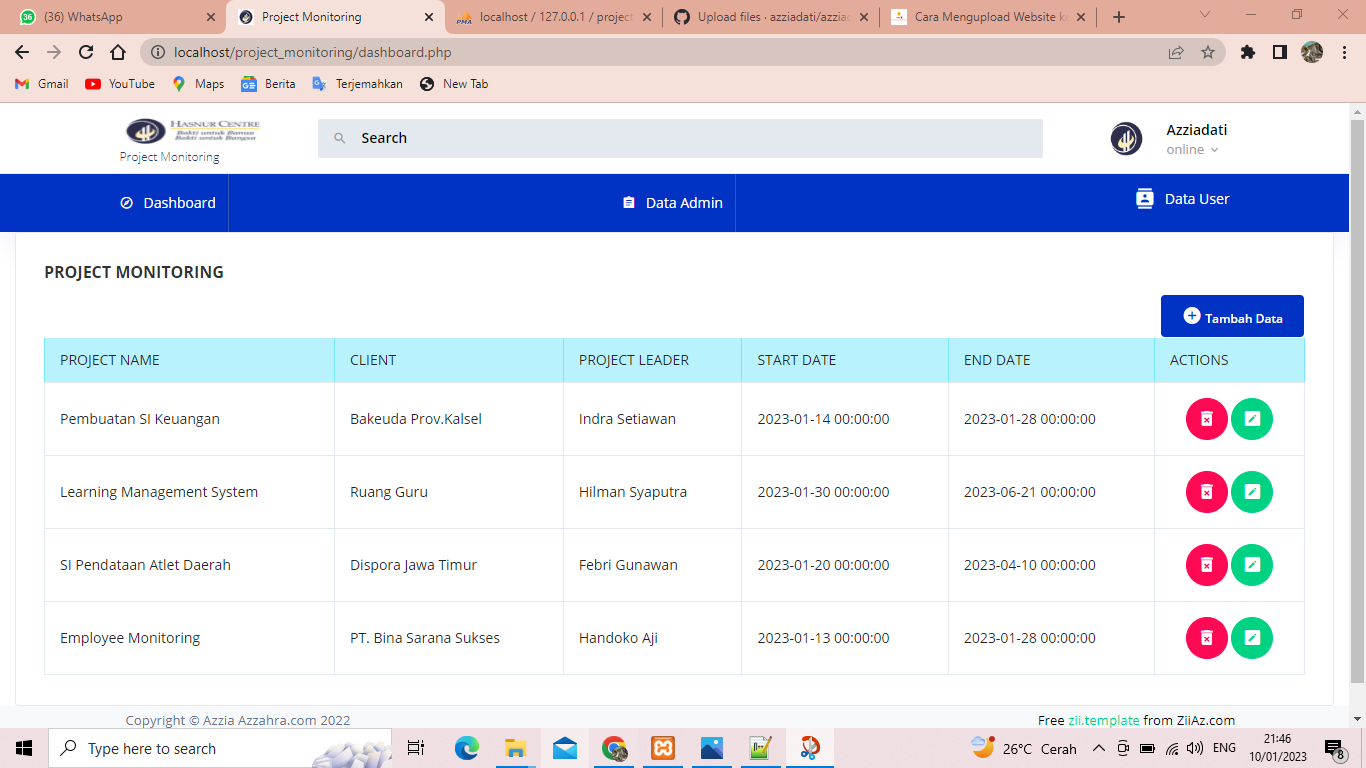 36 (36) WhatsApp
Project Monitoring
PMA localhost / 127.0.0.1 / project
Upload files · azziadati/azziad
Cara Mengupload Website k
localhost/project_monitoring/dashboard.php
Gmail YouTube Maps Berita Terjemahkan New Tab
HASNUR CENTRE
Bakti untuk Banua
Bakti untuk Bangsa
Project Monitoring
Search
Azziadati
online
Dashboard
Data Admin
Data User
PROJECT MONITORING
Tambah Data
PROJECT NAME CLIENT PROJECT LEADER START DATE END DATE ACTIONS
Pembuatan SI Keuangan Bakeuda Prov.Kalsel Indra Setiawan 2023-01-14 00:00:00 2023-01-28 00:00:00
Learning Management System Ruang Guru Hilman Syaputra 2023-01-30 00:00:00 2023-06-21 00:00:00
SI Pendataan Atlet Daerah Dispora Jawa Timur Febri Gunawan 2023-01-20 00:00:00 2023-04-10 00:00:00
Employee Monitoring PT. Bina Sarana Sukses Handoko Aji 2023-01-13 00:00:00 2023-01-28 00:00:00
Copyright © Azzia Azzahra.com 2022
Free zii.template from ZiiAz.com
Type here to search
26°C Cerah
ENG
21:46
10/01/2023
8